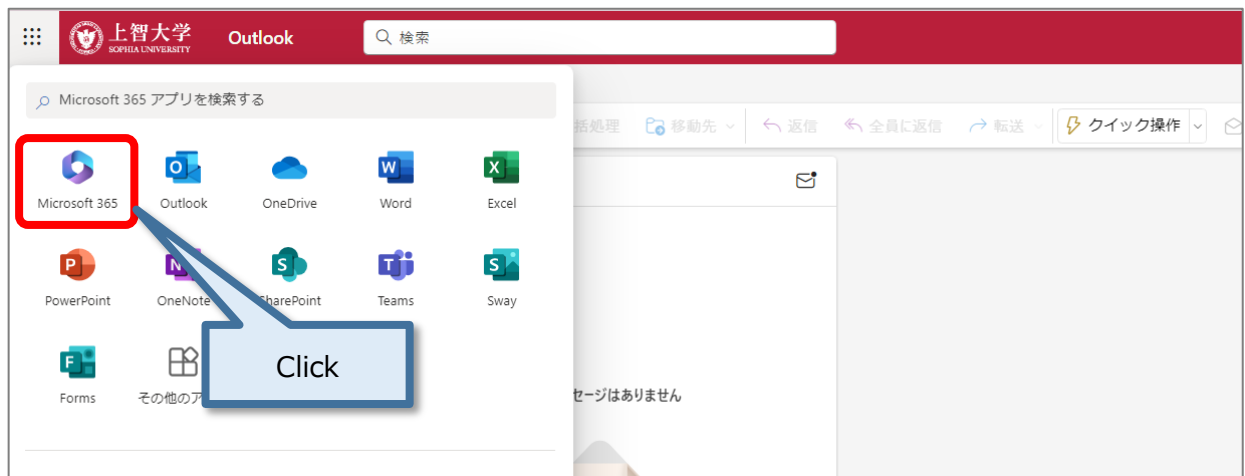 上智大学
SOPHIA UNIVERSITY
Outlook
検索
Microsoft 365 アプリを検索する
括処理
移動先
返信
全員に返信
転送
クイック操作
Microsoft 365
Outlook
OneDrive
Word
Excel
PowerPoint
OneNote
SharePoint
Teams
Sway
Forms
その他のア
Click
セージはありません